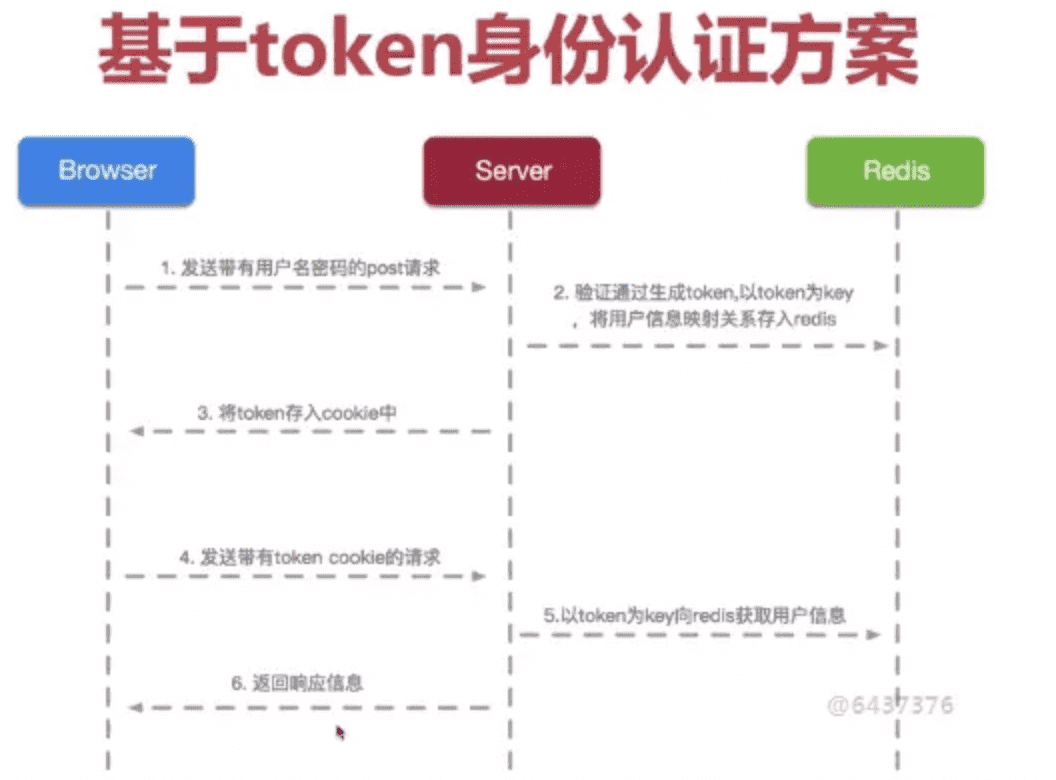 基于token身份认证方案
Browser
Server
Redis
1. 发送带有用户名密码的post请求
2. 验证通过生成token,以token为key
，将用户信息映射关系存入redis
3. 将token存入cookie中
4. 发送带有token cookie的请求
5.以token为key向redis获取用户信息
6. 返回响应信息
@6437376